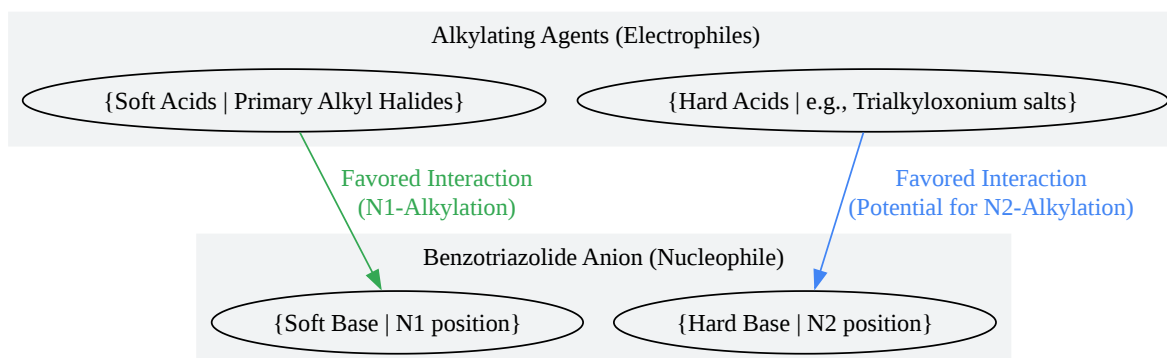 Alkylating Agents (Electrophiles)
{Soft Acids | Primary Alkyl Halides}
{Hard Acids | e.g., Trialkyloxonium salts}
Favored Interaction
(N1-Alkylation)
Favored Interaction
(Potential for N2-Alkylation)
Benzotriazolide Anion (Nucleophile)
{Soft Base | N1 position}
{Hard Base | N2 position}